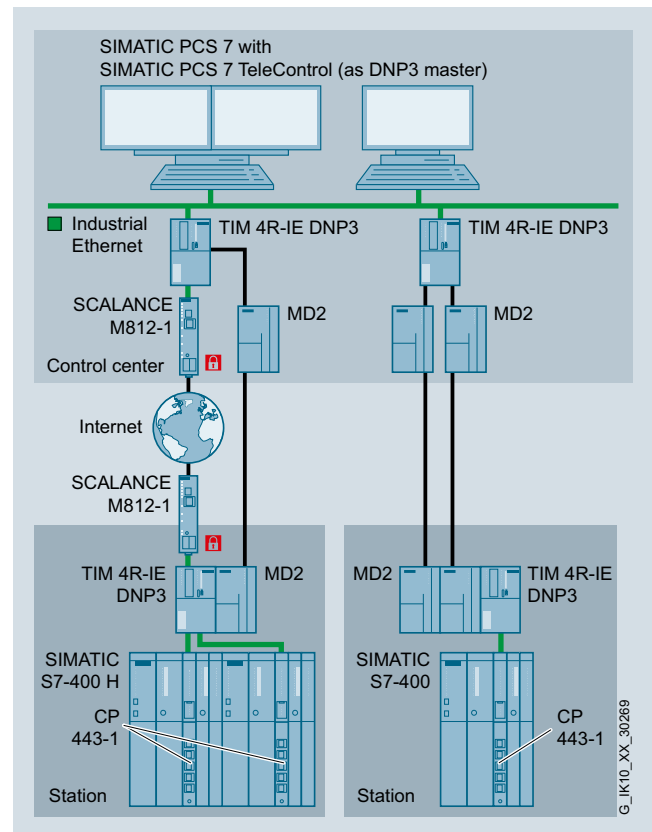 SIMATIC PCS 7 with
SIMATIC PCS 7 TeleControl (as DNP3 master)
Industrial
Ethernet
TIM 4R-IE DNP3
TIM 4R-IE DNP3
SCALANCE
M812-1
MD2
MD2
Control center
Internet
SCALANCE
M812-1
TIM 4R-IE
DNP3
MD2
MD2
TIM 4R-IE
DNP3
SIMATIC
S7-400 H
SIMATIC
S7-400
CP
443-1
CP
443-1
Station
Station
G_IK10_XX_30269